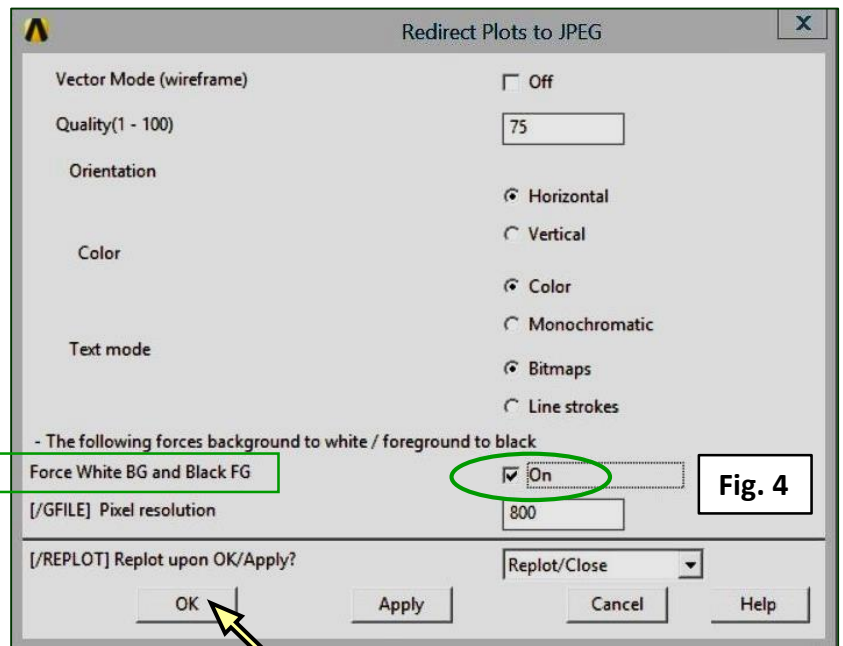 Redirect Plots to JPEG
X
Vector Mode (wireframe)
Off
Quality(1 - 100)
75
Orientation
Horizontal
Vertical
Color
Color
Monochromatic
Text mode
Bitmaps
Line strokes
- The following forces background to white / foreground to black
Force White BG and Black FG
On
Fig. 4
[/GFILE] Pixel resolution
800
[/REPLOT] Replot upon OK/Apply?
Replot/Close
OK
Apply
Cancel
Help